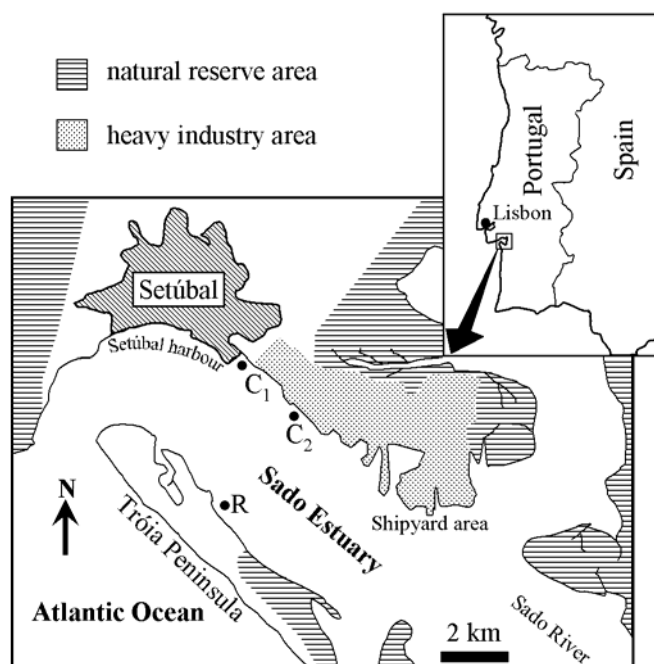 natural reserve area
heavy industry area
Portugal
Spain
Lisbon
Setúbal
Setúbal harbour
C1
C2
R
N
Sado Estuary
Shipyard area
Tróia Peninsula
Atlantic Ocean
2 km
Sado River